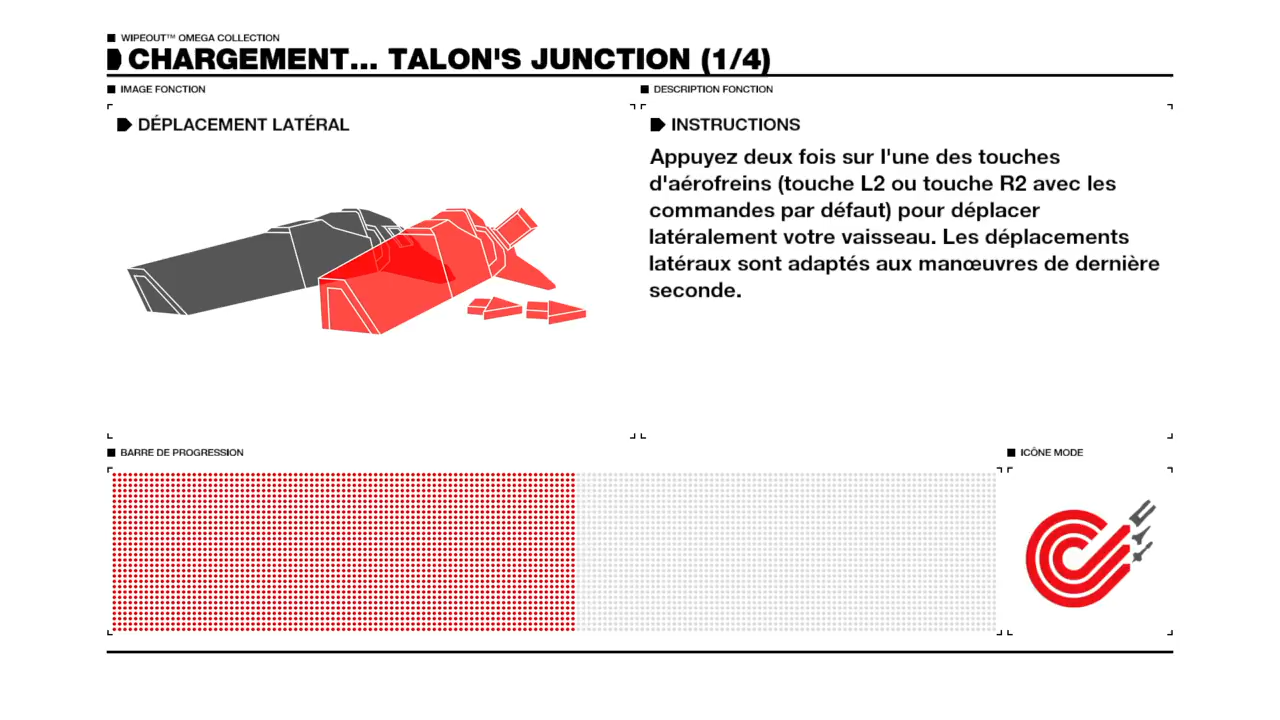 WIPEOUT™ OMEGA COLLECTION
CHARGEMENT... TALON'S JUNCTION (1/4)
IMAGE FONCTION
DÉPLACEMENT LATÉRAL
DESCRIPTION FONCTION
INSTRUCTIONS
Appuyez deux fois sur l'une des touches
d'aérofreins (touche L2 ou touche R2 avec les
commandes par défaut) pour déplacer
latéralement votre vaisseau. Les déplacements
latéraux sont adaptés aux manœuvres de dernière
seconde.
BARRE DE PROGRESSION
ICÔNE MODE